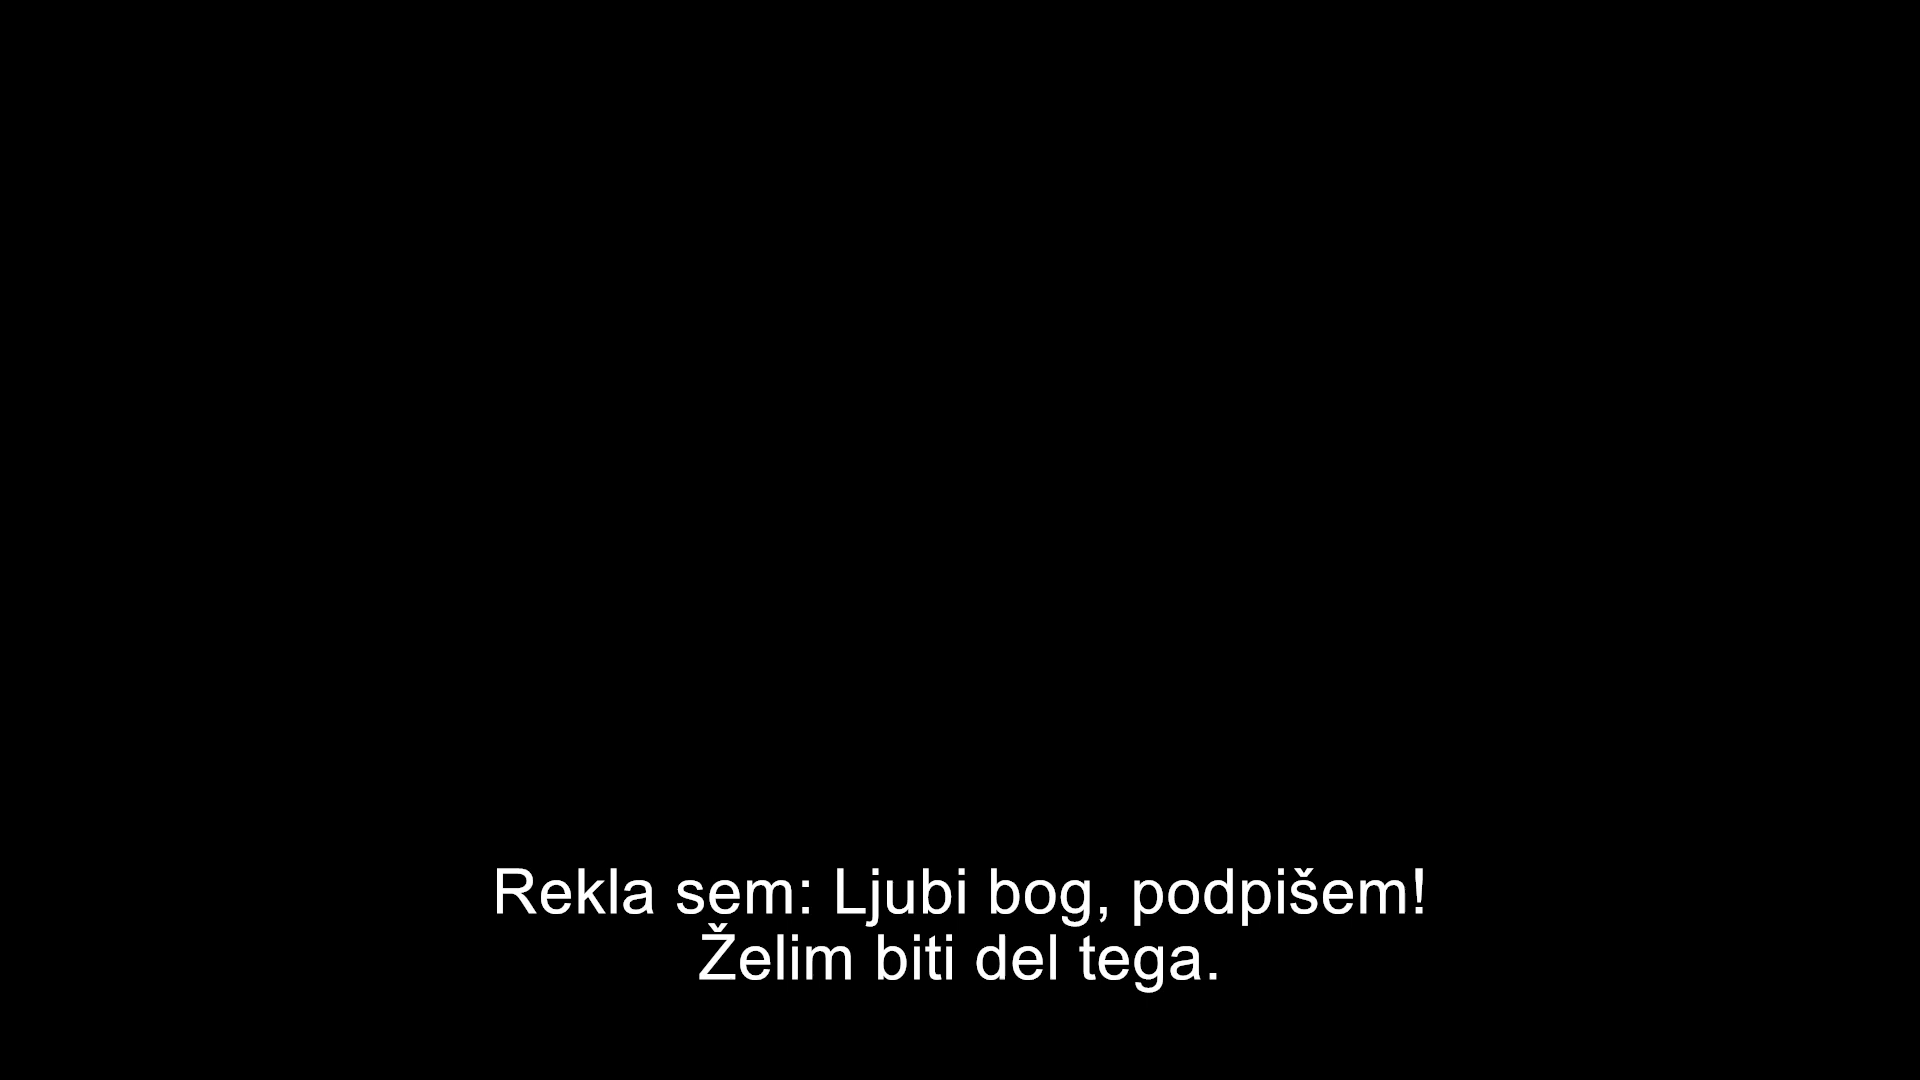 Rekla sem: Ljubi bog, podpišem!
Želim biti del tega.